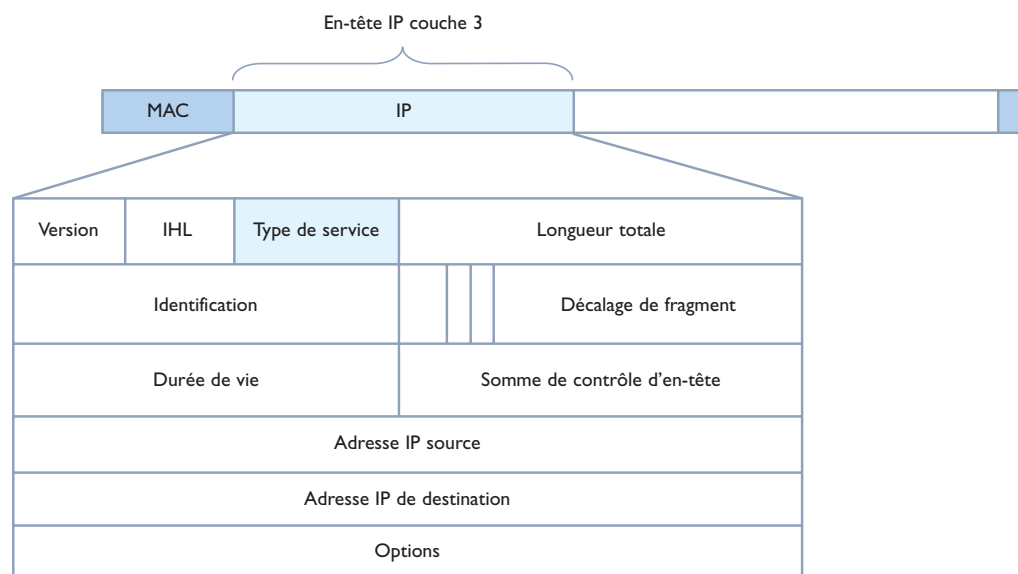 En-tête IP couche 3
MAC
IP
Version
IHL
Type de service
Longueur totale
Identification
Décalage de fragment
Durée de vie
Somme de contrôle d'en-tête
Adresse IP source
Adresse IP de destination
Options